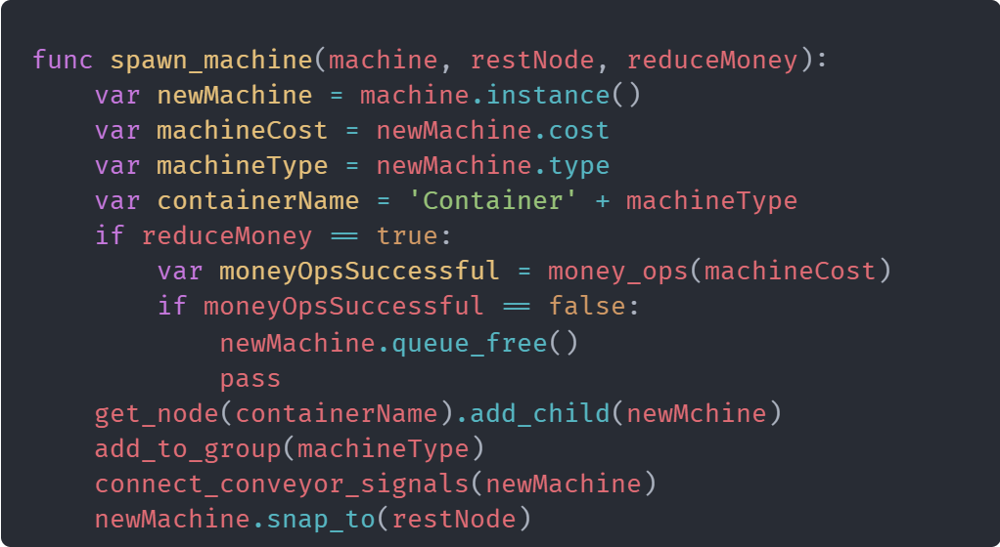 func spawn_machine(machine, restNode, reduceMoney):
    var newMachine = machine.instance()
    var machineCost = newMachine.cost
    var machineType = newMachine.type
    var containerName = 'Container' + machineType
    if reduceMoney == true:
        var moneyOpsSuccessful = money_ops(machineCost)
        if moneyOpsSuccessful == false:
            newMachine.queue_free()
            pass
    get_node(containerName).add_child(newMchine)
    add_to_group(machineType)
    connect_conveyor_signals(newMachine)
    newMachine.snap_to(restNode)